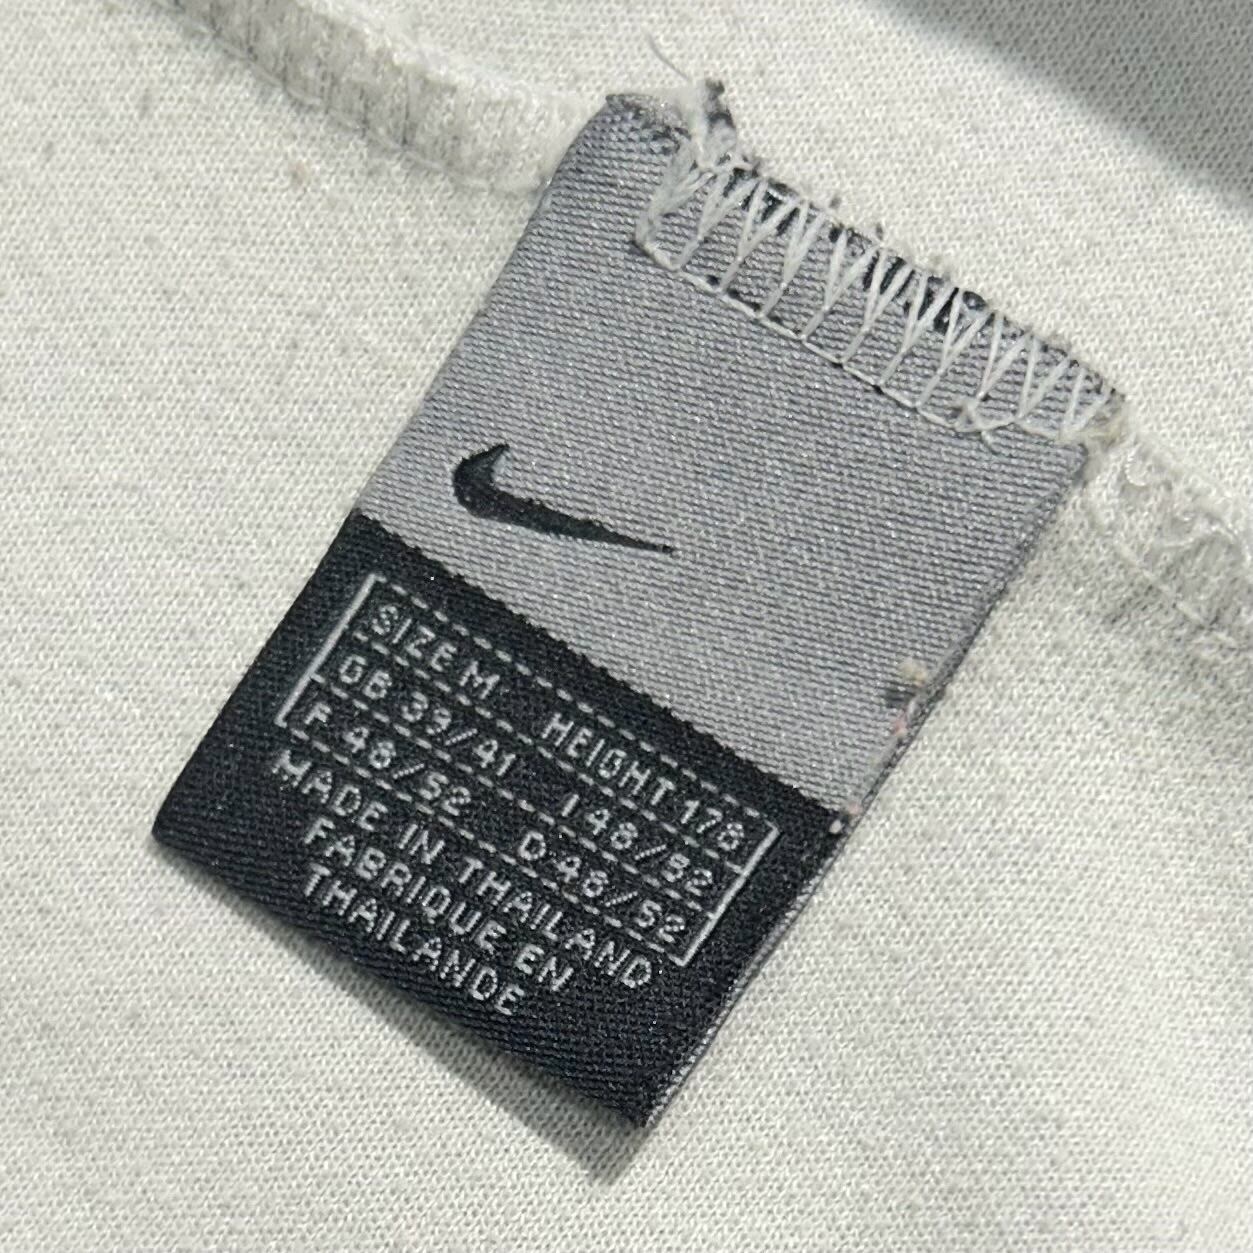 SIZE M HEIGHT 178
GB 39/41 I 48/52
F 48/52 D 48/52
MADE IN THAILAND
FABRIQUE EN
THAILANDE